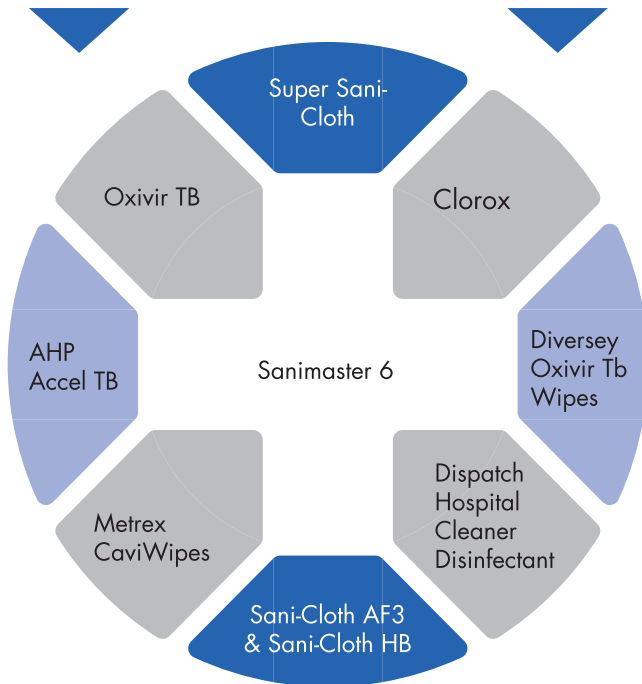 Super Sani-
Cloth
Oxivir TB
Clorox
AHP
Accel TB
Sanimaster 6
Diversey
Oxivir Tb
Wipes
Metrex
CaviWipes
Dispatch
Hospital
Cleaner
Disinfectant
Sani-Cloth AF3
& Sani-Cloth HB